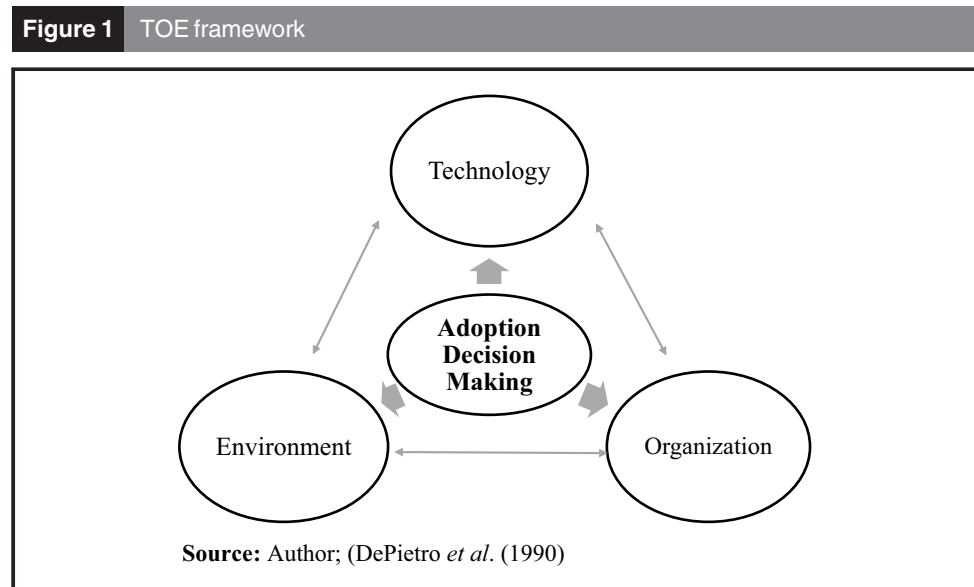 Figure 1 TOE framework
Technology
Adoption
Decision
Making
Environment
Organization
Source: Author; (DePietro et al. (1990)